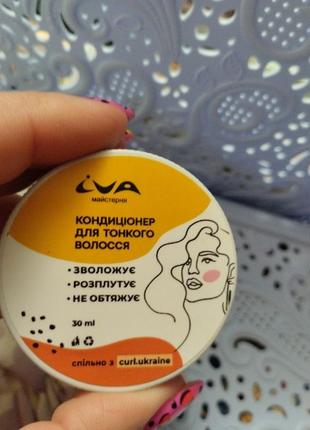 iva
майстерня
КОНДИЦІОНЕР
ДЛЯ ТОНКОГО
ВОЛОССЯ
• ЗВОЛОЖУЄ
• РОЗПЛУТУЄ
• НЕ ОБТЯЖУЄ
30 ml
спільно з curl.ukraine